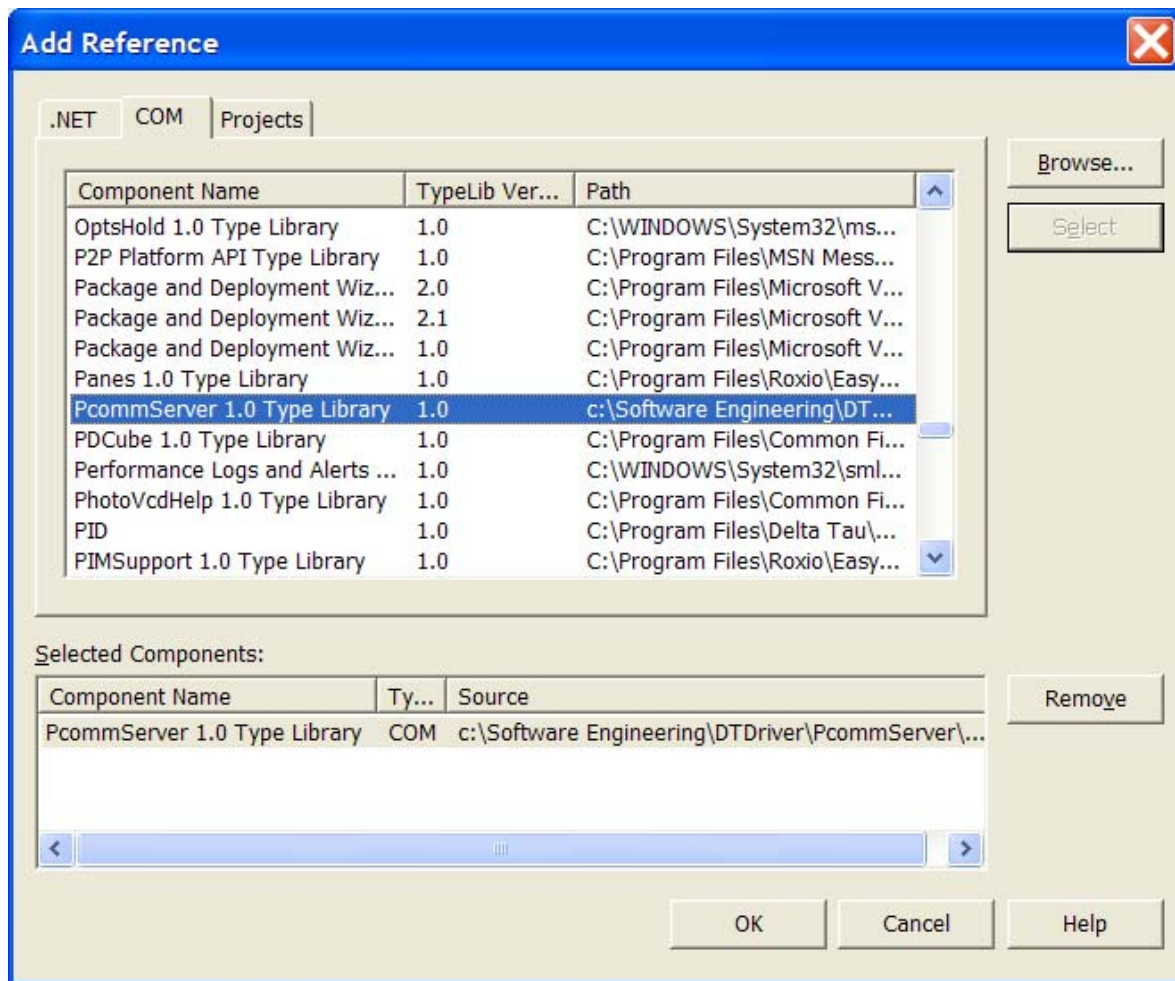 Add Reference
.NET COM Projects
Browse...
Component Name TypeLib Ver... Path
Select
OptsHold 1.0 Type Library 1.0 C:\WINDOWS\System32\ms...
P2P Platform API Type Library 1.0 C:\Program Files\MSN Mess...
Package and Deployment Wiz... 2.0 C:\Program Files\Microsoft V...
Package and Deployment Wiz... 2.1 C:\Program Files\Microsoft V...
Package and Deployment Wiz... 1.0 C:\Program Files\Microsoft V...
Panes 1.0 Type Library 1.0 C:\Program Files\Roxio\Easy...
PcommServer 1.0 Type Library 1.0 c:\Software Engineering\DT...
PDCube 1.0 Type Library 1.0 C:\Program Files\Common Fi...
Performance Logs and Alerts ... 1.0 C:\WINDOWS\System32\sml...
PhotoVcdHelp 1.0 Type Library 1.0 C:\Program Files\Common Fi...
PID 1.0 C:\Program Files\Delta Tau\...
PIMSupport 1.0 Type Library 1.0 C:\Program Files\Roxio\Easy...
Selected Components:
Component Name Ty... Source
Remove
PcommServer 1.0 Type Library COM c:\Software Engineering\DTDriver\PcommServer\...
OK Cancel Help